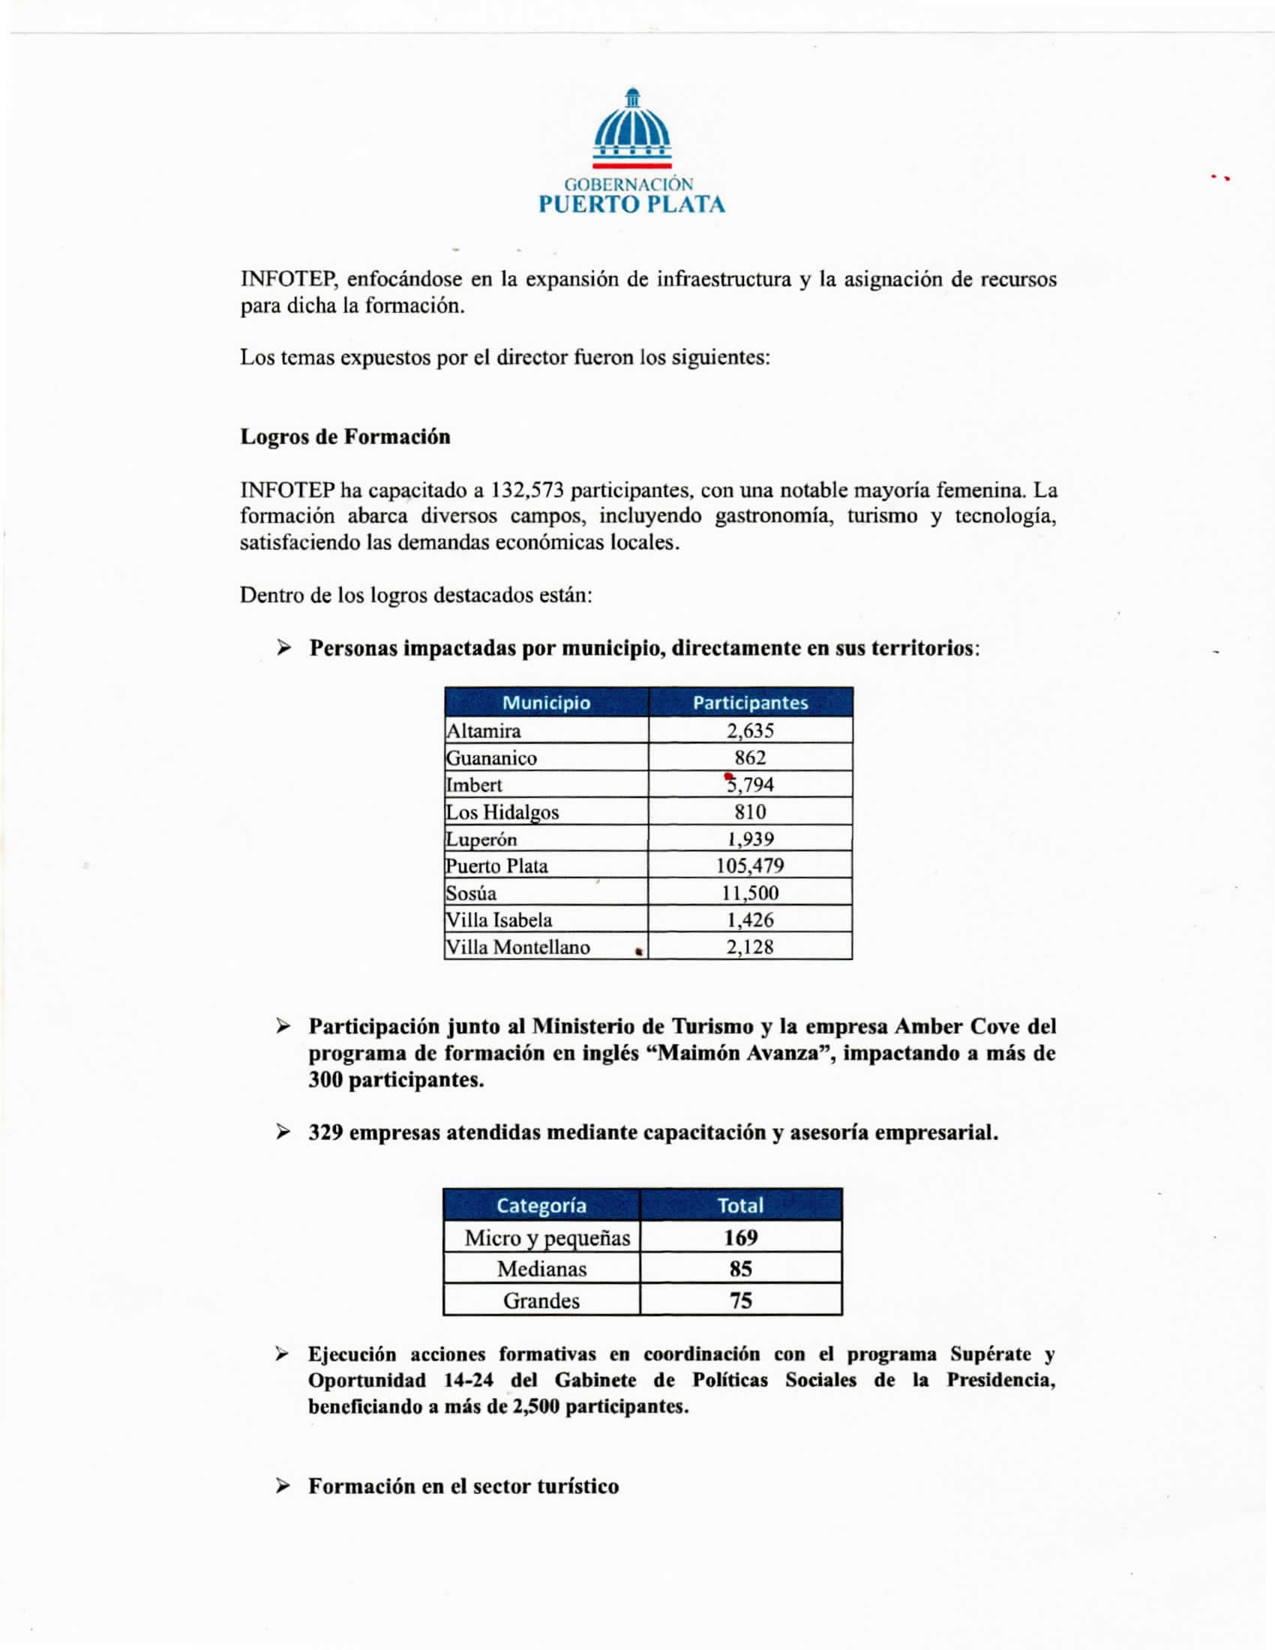 GOBERNACIÓN
PUERTO PLATA
INFOTEP, enfocándose en la expansión de infraestructura y la asignación de recursos
para dicha la formación.
Los temas expuestos por el director fueron los siguientes:
Logros de Formación
INFOTEP ha capacitado a 132,573 participantes, con una notable mayoría femenina. La
formación abarca diversos campos, incluyendo gastronomía, turismo y tecnología,
satisfaciendo las demandas económicas locales.
Dentro de los logros destacados están:
➤ Personas impactadas por municipio, directamente en sus territorios:
Municipio Participantes
Altamira 2,635
Guananico 862
Imbert 5,794
Los Hidalgos 810
Luperón 1,939
Puerto Plata 105,479
Sosúa 11,500
Villa Isabela 1,426
Villa Montellano 2,128
➤ Participación junto al Ministerio de Turismo y la empresa Amber Cove del
programa de formación en inglés “Maimón Avanza”, impactando a más de
300 participantes.
➤ 329 empresas atendidas mediante capacitación y asesoría empresarial.
Categoría Total
Micro y pequeñas 169
Medianas 85
Grandes 75
➤ Ejecución acciones formativas en coordinación con el programa Supérate y
Oportunidad 14-24 del Gabinete de Políticas Sociales de la Presidencia,
beneficiando a más de 2,500 participantes.
➤ Formación en el sector turístico